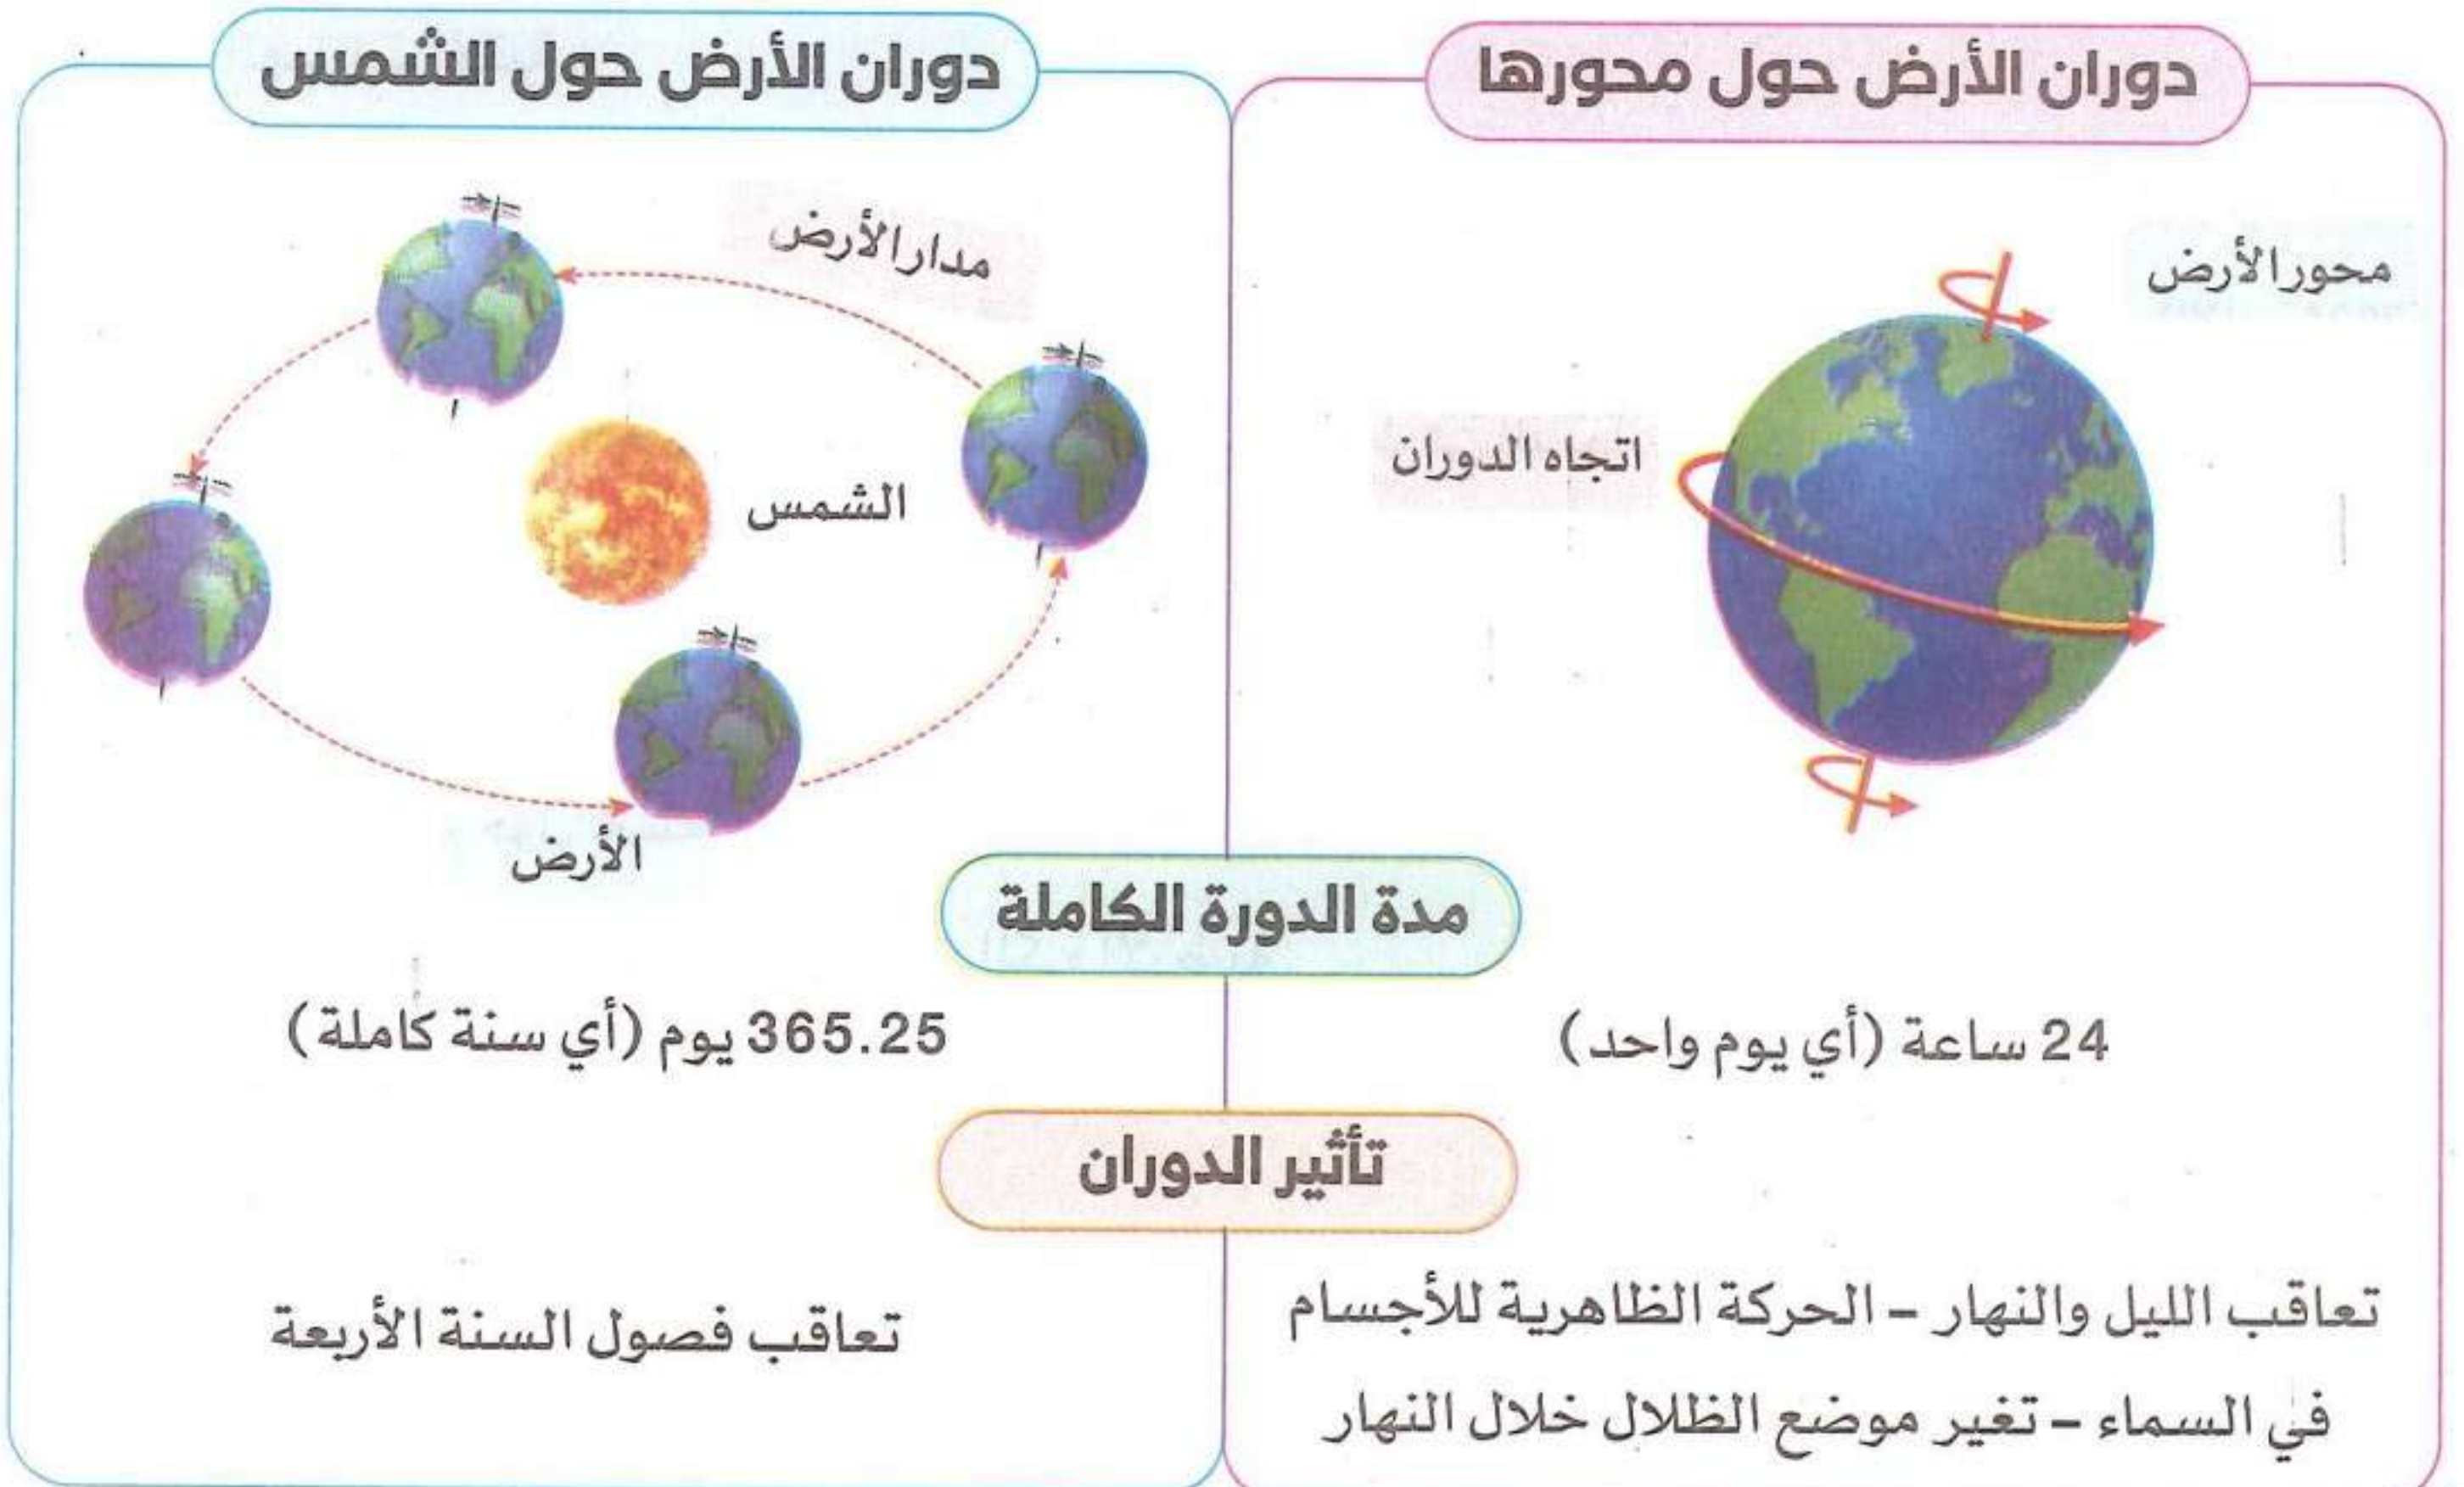 دوران الأرض حول محورها
محور الأرض
اتجاه الدوران
دوران الأرض حول الشمس
مدار الأرض
الشمس
الأرض
مدة الدورة الكاملة
24 ساعة (أي يوم واحد)
365.25 يوم (أي سنة كاملة)
تأثير الدوران
تعاقب الليل والنهار – الحركة الظاهرية للأجسام
في السماء – تغير موضع الظلال خلال النهار
تعاقب فصول السنة الأربعة